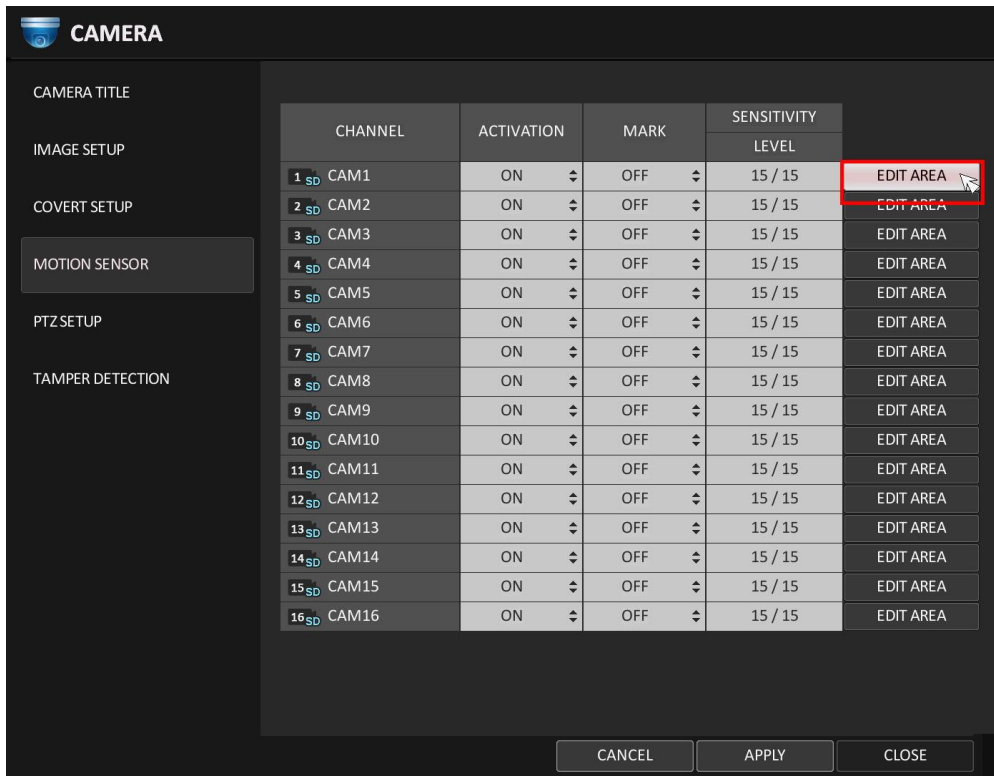 CAMERA
CAMERA TITLE
IMAGE SETUP
COVERT SETUP
MOTION SENSOR
PTZ SETUP
TAMPER DETECTION
CHANNEL ACTIVATION MARK SENSITIVITY
LEVEL
1 SD CAM1 ON OFF 15 / 15 EDIT AREA
2 SD CAM2 ON OFF 15 / 15 EDIT AREA
3 SD CAM3 ON OFF 15 / 15 EDIT AREA
4 SD CAM4 ON OFF 15 / 15 EDIT AREA
5 SD CAM5 ON OFF 15 / 15 EDIT AREA
6 SD CAM6 ON OFF 15 / 15 EDIT AREA
7 SD CAM7 ON OFF 15 / 15 EDIT AREA
8 SD CAM8 ON OFF 15 / 15 EDIT AREA
9 SD CAM9 ON OFF 15 / 15 EDIT AREA
10 SD CAM10 ON OFF 15 / 15 EDIT AREA
11 SD CAM11 ON OFF 15 / 15 EDIT AREA
12 SD CAM12 ON OFF 15 / 15 EDIT AREA
13 SD CAM13 ON OFF 15 / 15 EDIT AREA
14 SD CAM14 ON OFF 15 / 15 EDIT AREA
15 SD CAM15 ON OFF 15 / 15 EDIT AREA
16 SD CAM16 ON OFF 15 / 15 EDIT AREA
CANCEL APPLY CLOSE